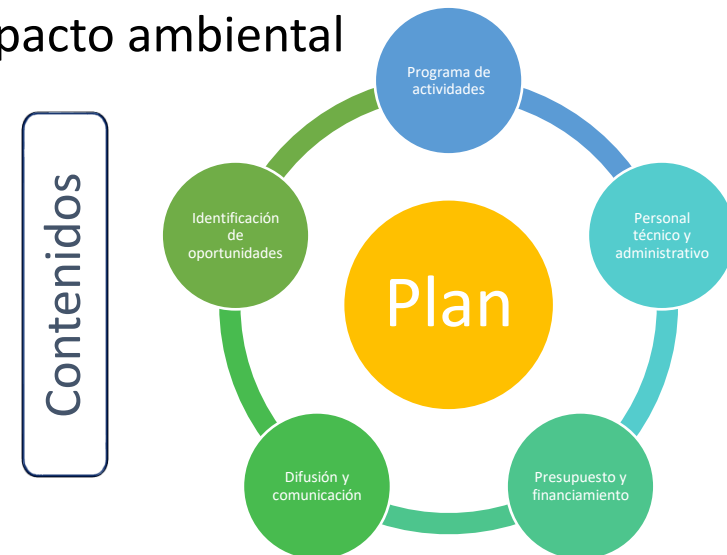 pacto ambiental
Contenidos
Programa de
actividades
Personal
técnico y
administrativo
Presupuesto y
financiamiento
Difusión y
comunicación
Identificación
de
oportunidades
Plan